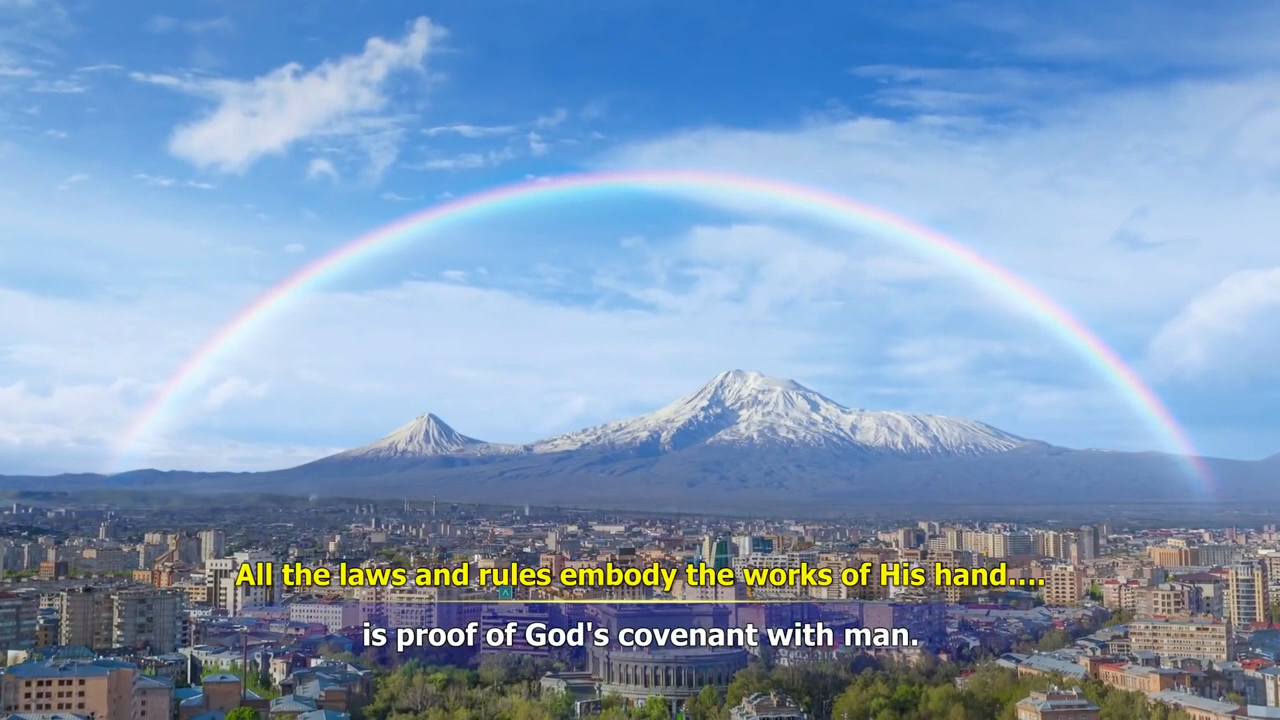 All the laws and rules embody the works of His hand....
is proof of God's covenant with man.